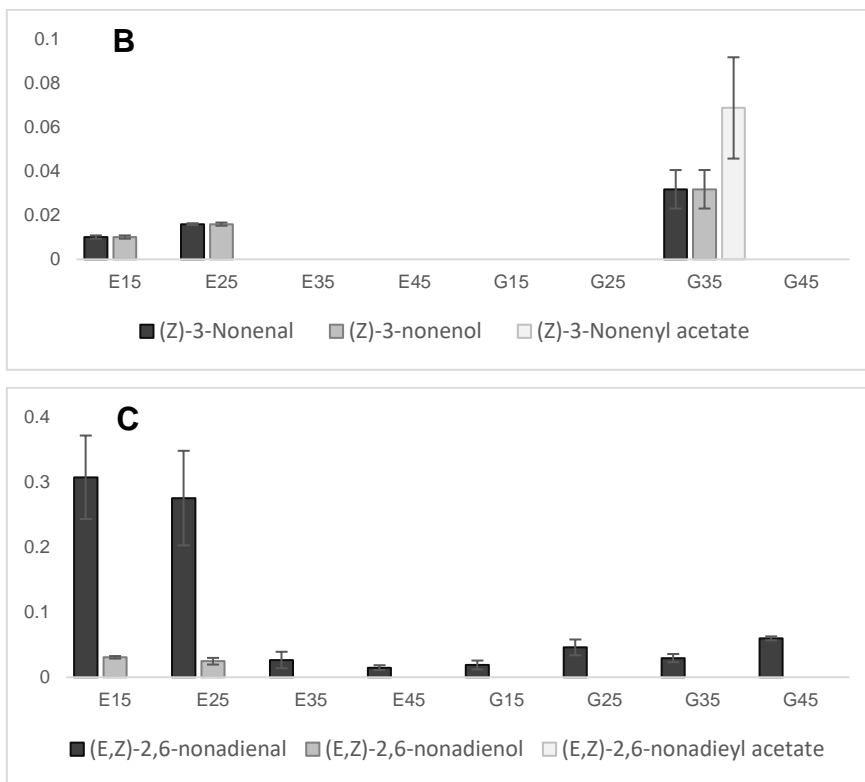 B
0.1
0.08
0.06
0.04
0.02
0
E15 E25 E35 E45 G15 G25 G35 G45
(Z)-3-Nonenal (Z)-3-nonenol (Z)-3-Nonenyl acetate
C
0.4
0.3
0.2
0.1
0
E15 E25 E35 E45 G15 G25 G35 G45
(E,Z)-2,6-nonadienal (E,Z)-2,6-nonadienol (E,Z)-2,6-nonadieyl acetate